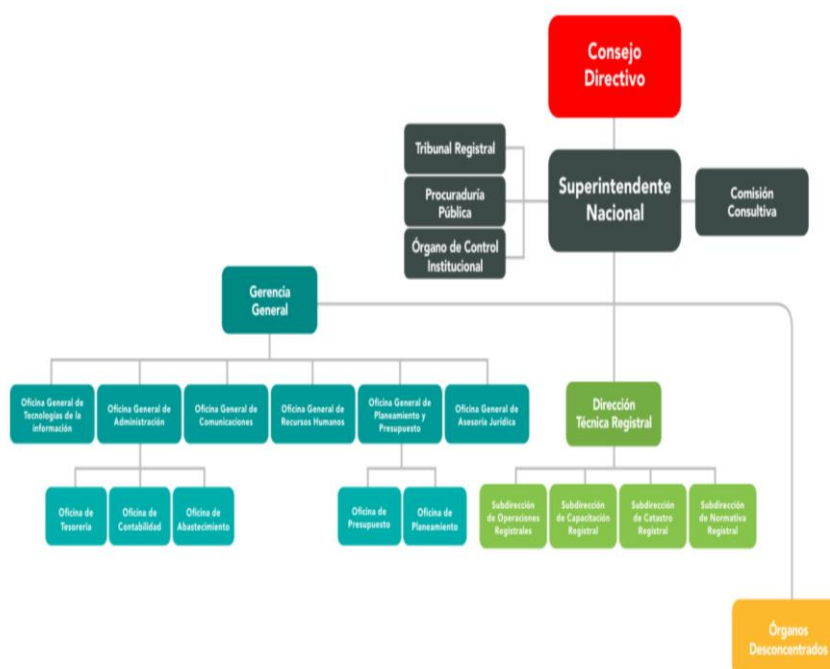 Consejo
Directivo
Tribunal Registral
Procuraduría
Pública
Órgano de Control
Institucional
Superintendente
Nacional
Comisión
Consultiva
Gerencia
General
Oficina General de
Tecnologías de la
información
Oficina General de
Administración
Oficina General de
Comunicaciones
Oficina General de
Recursos Humanos
Oficina General de
Planeamiento y
Presupuesto
Oficina General de
Asesoría Jurídica
Dirección
Técnica Registral
Oficina de
Tesorería
Oficina de
Contabilidad
Oficina de
Abastecimiento
Oficina de
Presupuesto
Oficina de
Planeamiento
Subdirección
de Operaciones
Registrales
Subdirección
de Capacitación
Registral
Subdirección
de Catastro
Registral
Subdirección
de Normativa
Registral
Órganos
Desconcentrados